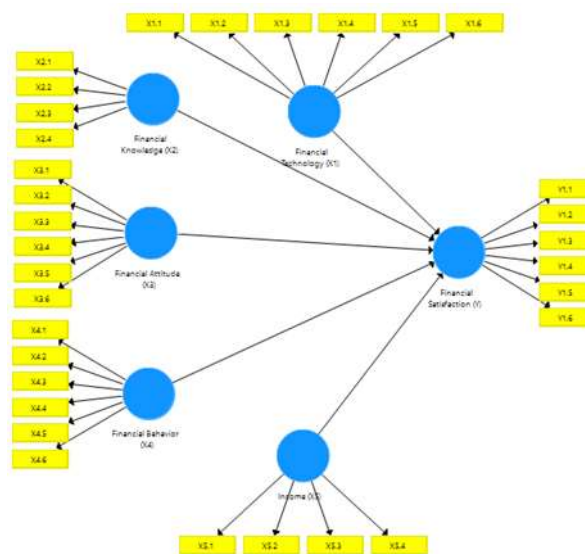 X1.1
X1.2
X1.3
X1.4
X1.5
X1.6
X2.1
X2.2
X2.3
X2.4
Financial
Knowledge (X2)
Financial
Technology (X1)
X3.1
X3.2
X3.3
X3.4
X3.5
X3.6
Financial Attitude
(X3)
Y1.1
Y1.2
Y1.3
Y1.4
Y1.5
Y1.6
Financial
Satisfaction (Y)
X4.1
X4.2
X4.3
X4.4
X4.5
X4.6
Financial Behavior
(X4)
Income (X5)
X5.1
X5.2
X5.3
X5.4